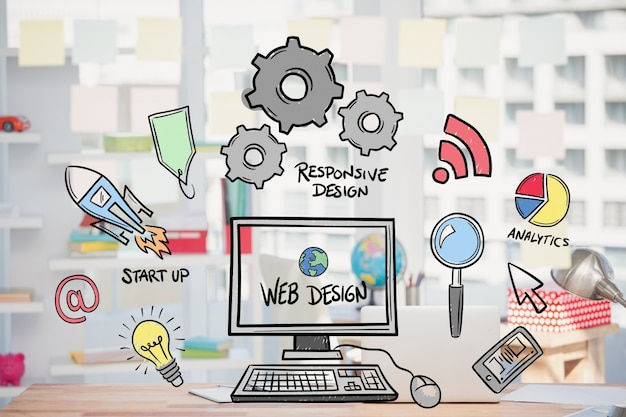 RESPONSIVE
DESIGN
ANALYTICS
START UP
@
WEB DESIGN